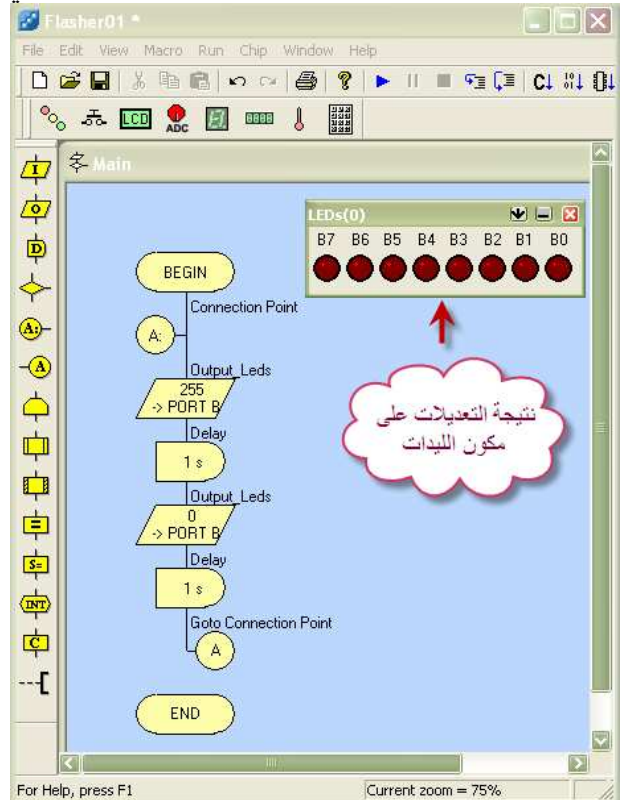 Flasher01 *
File Edit View Macro Run Chip Window Help
LCD
ADC
Main
LEDs(0)
B7 B6 B5 B4 B3 B2 B1 B0
BEGIN
Connection Point
A:
Output_Leds
255
-> PORT B
Delay
1 s
Output_Leds
0
-> PORT B
Delay
1 s
Goto Connection Point
A
END
نتيجة التعديلات على
مكون الليدات
I
O
D
A:
A
=
S=
INT
C
For Help, press F1
Current zoom = 75%